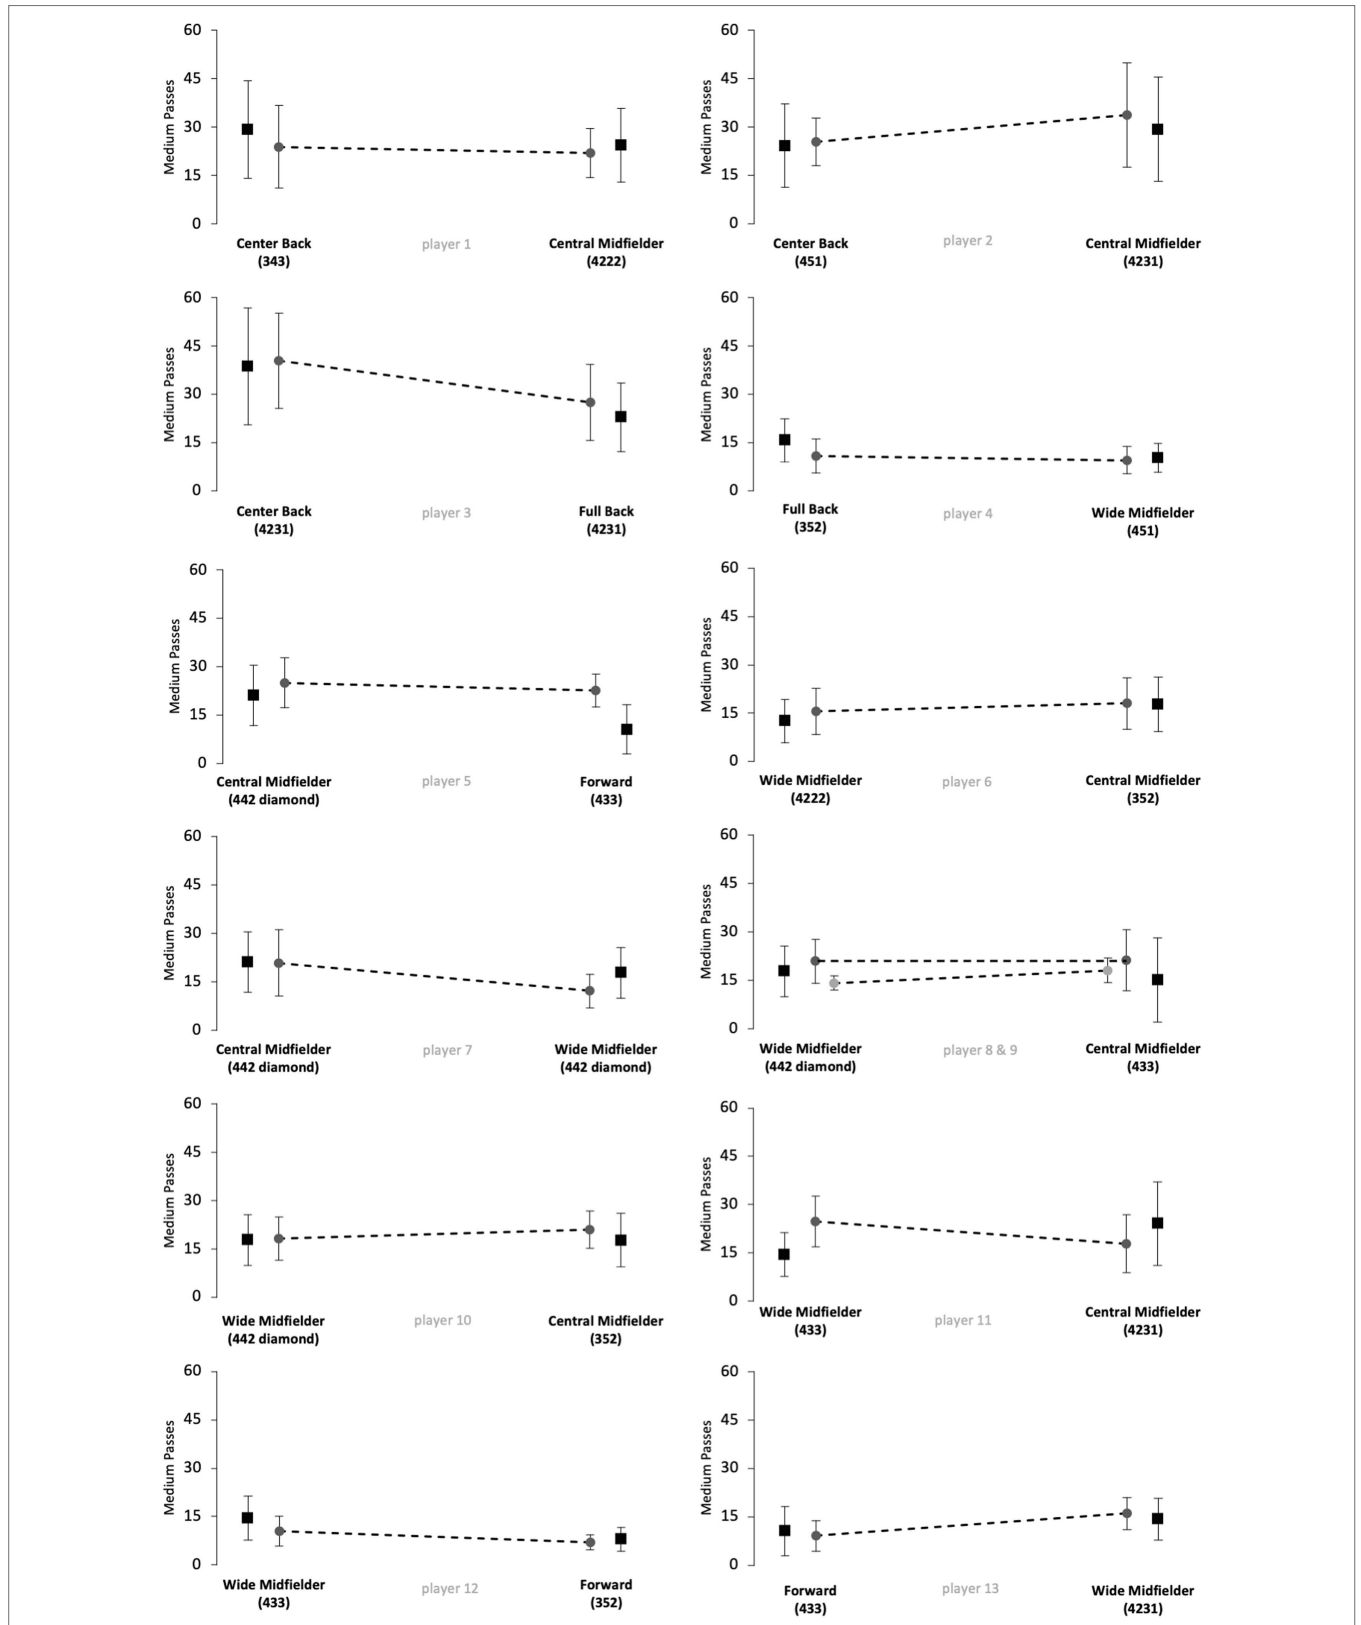 60
45
30
15
0
Medium Passes
Center Back
(343)
player 1
Central Midfielder
(4222)
60
45
30
15
0
Medium Passes
Center Back
(451)
player 2
Central Midfielder
(4231)
60
45
30
15
0
Medium Passes
Center Back
(4231)
player 3
Full Back
(4231)
60
45
30
15
0
Medium Passes
Full Back
(352)
player 4
Wide Midfielder
(451)
60
45
30
15
0
Medium Passes
Central Midfielder
(442 diamond)
player 5
Forward
(433)
60
45
30
15
0
Medium Passes
Wide Midfielder
(4222)
player 6
Central Midfielder
(352)
60
45
30
15
0
Medium Passes
Central Midfielder
(442 diamond)
player 7
Wide Midfielder
(442 diamond)
60
45
30
15
0
Medium Passes
Wide Midfielder
(442 diamond)
player 8 & 9
Central Midfielder
(433)
60
45
30
15
0
Medium Passes
Wide Midfielder
(442 diamond)
player 10
Central Midfielder
(352)
60
45
30
15
0
Medium Passes
Wide Midfielder
(433)
player 11
Central Midfielder
(4231)
60
45
30
15
0
Medium Passes
Wide Midfielder
(433)
player 12
Forward
(352)
60
45
30
15
0
Medium Passes
Forward
(433)
player 13
Wide Midfielder
(4231)